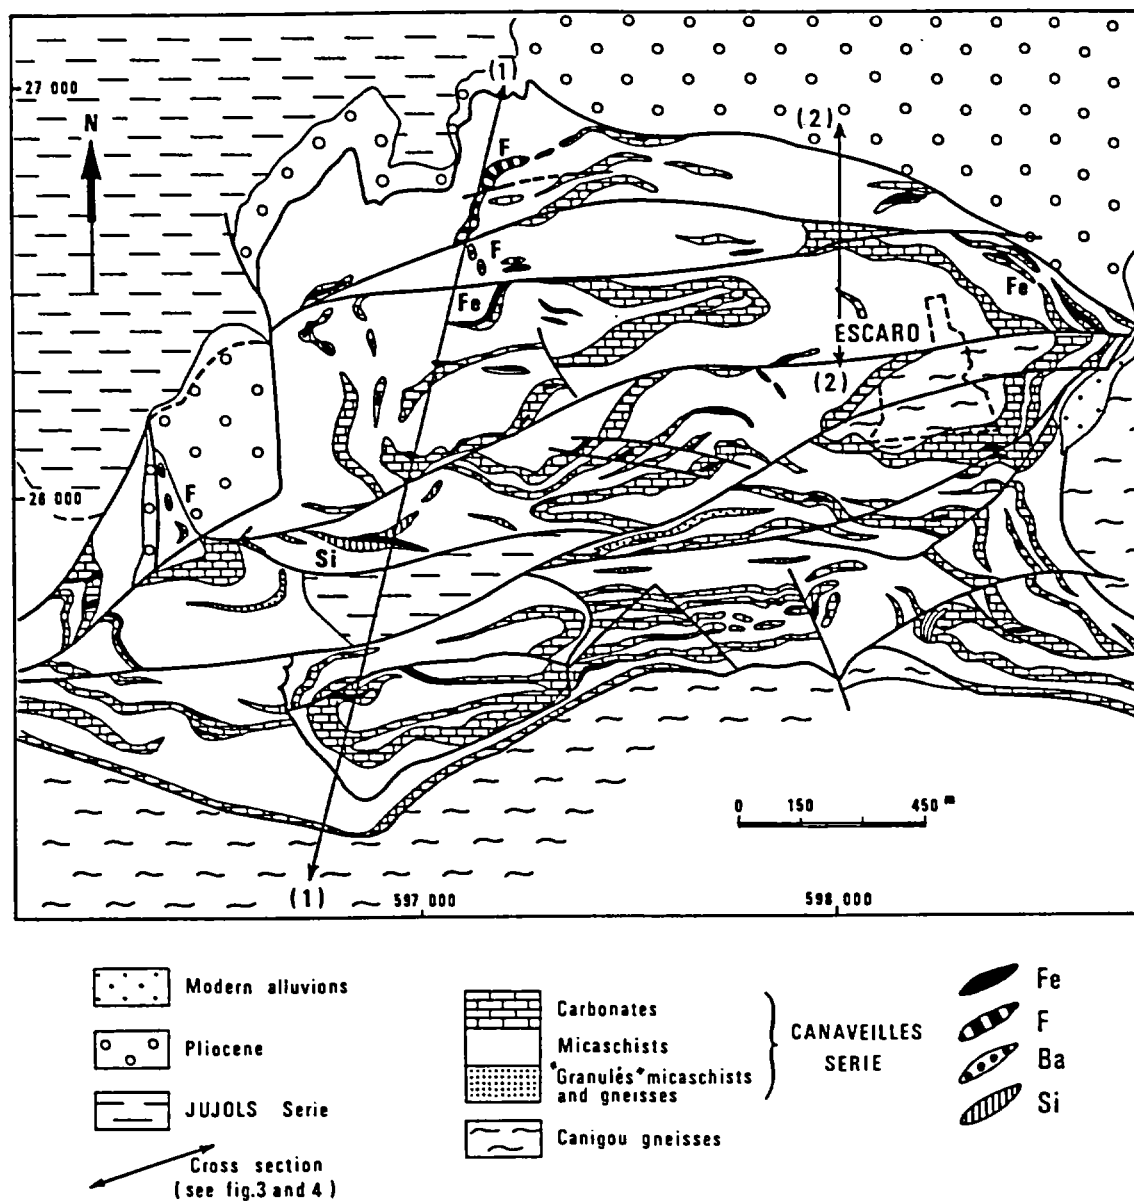 (1)
27 000
N
(2)
F
F
Fe
Fe
ESCARO
(2)
26 000
F
Si
0 150 450 m
(1)
597 000
598 000
Modern alluvions
Pliocene
JUJOLS Serie
Cross section
(see fig.3 and 4)
Carbonates
Micaschists
"Granulés" micaschists
and gneisses
Canigou gneisses
CANAVEILLES
SERIE
Fe
F
Ba
Si